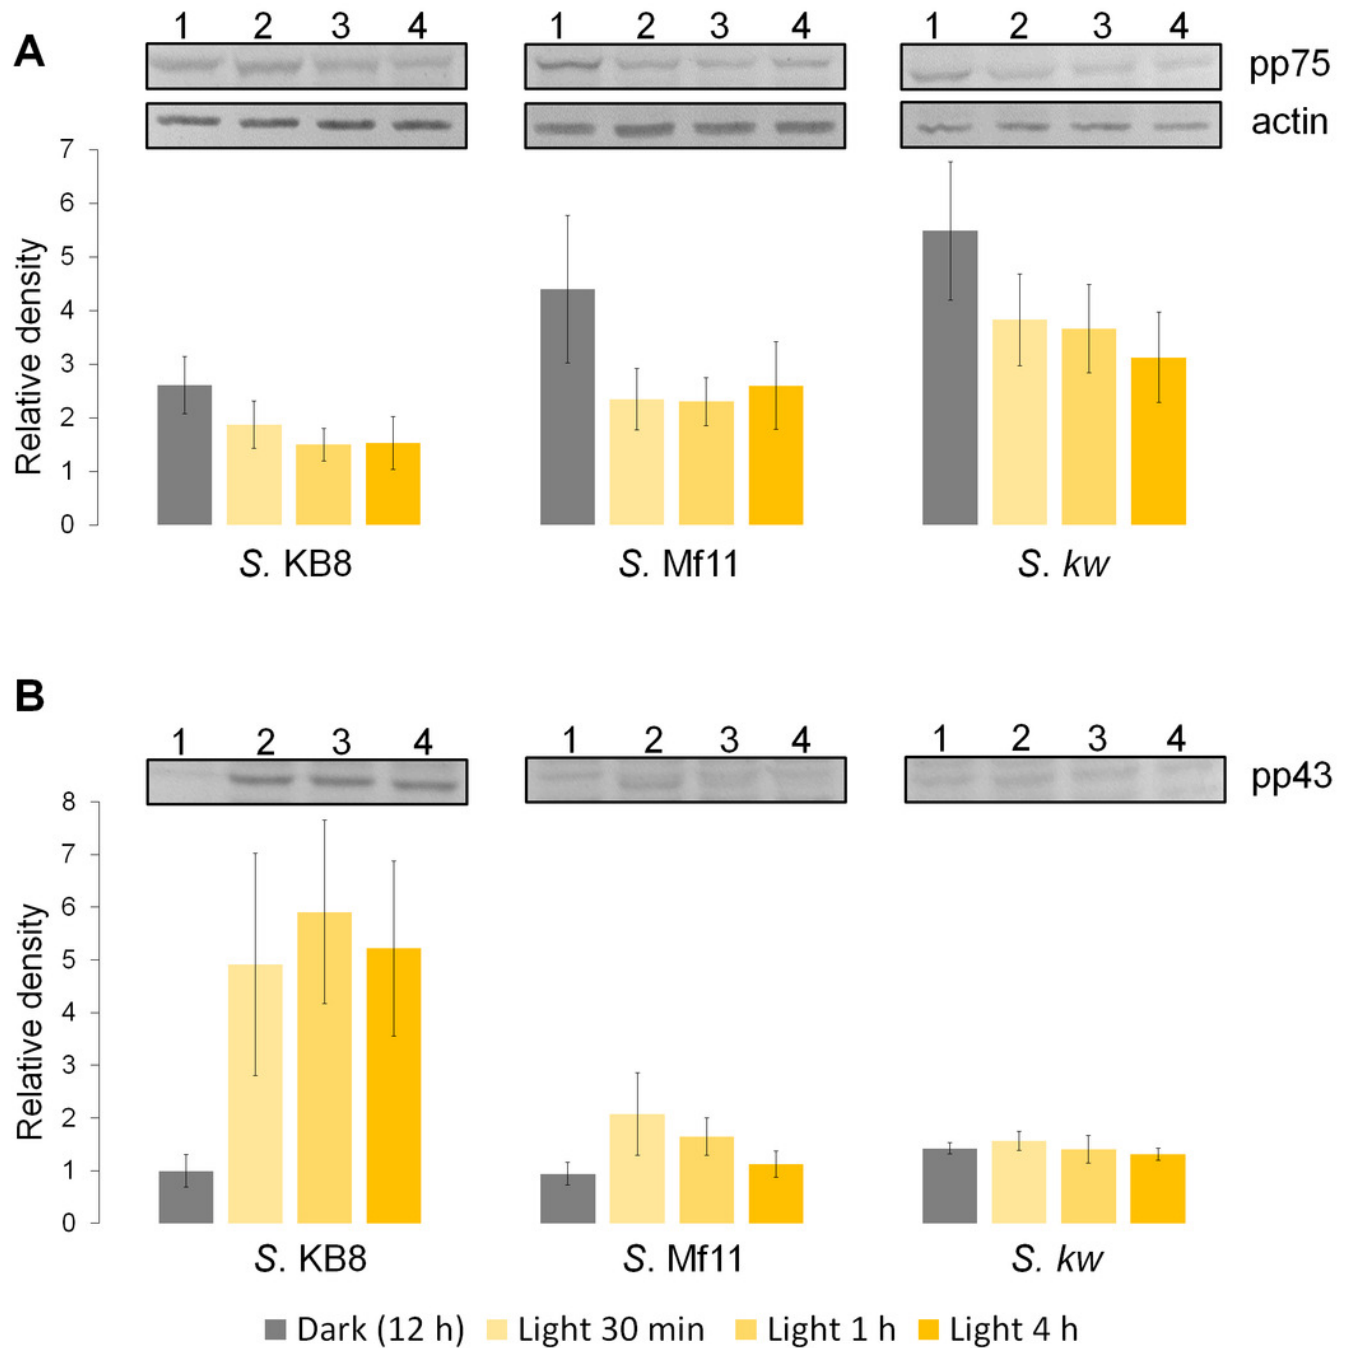 A
1 2 3 4 1 2 3 4 1 2 3 4
pp75
actin
Relative density
7
6
5
4
3
2
1
0
S. KB8 S. Mf11 S. kw
B
1 2 3 4 1 2 3 4 1 2 3 4
pp43
Relative density
8
7
6
5
4
3
2
1
0
S. KB8 S. Mf11 S. kw
Dark (12 h) Light 30 min Light 1 h Light 4 h